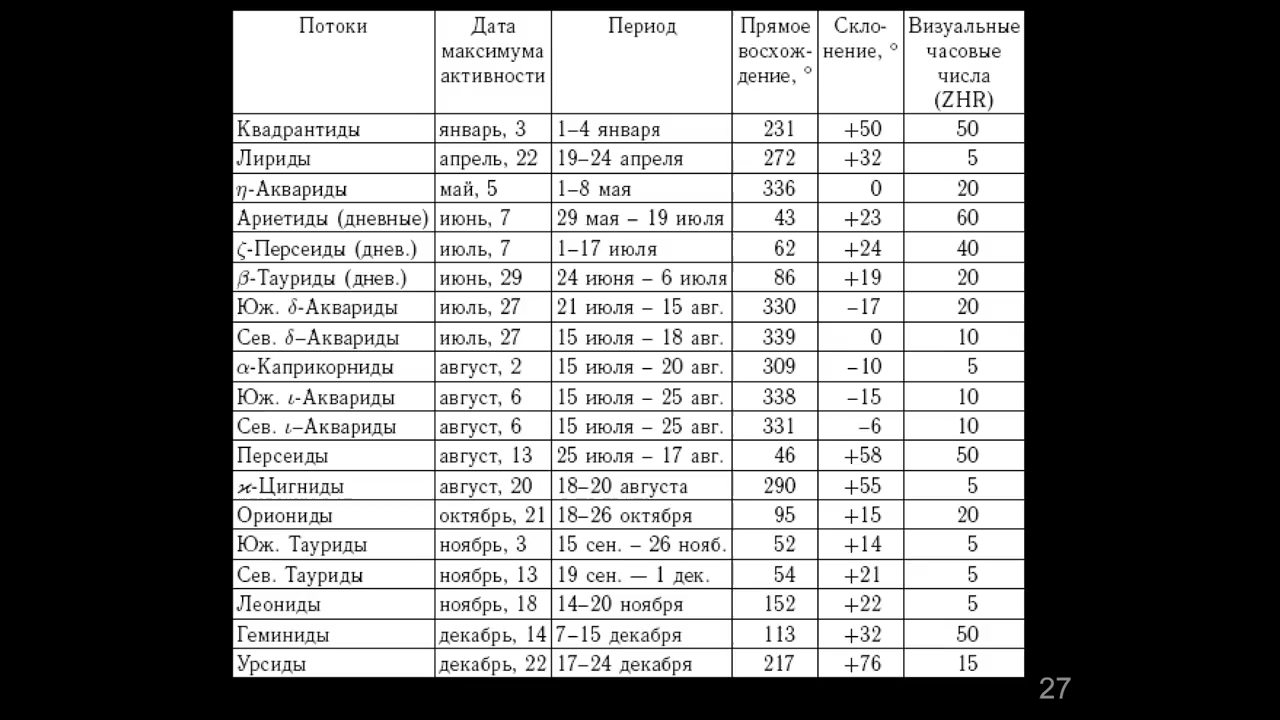 Потоки Дата максимума активности Период Прямое восхож-дение, ° Скло-нение, ° Визуальные часовые числа (ZHR)
Квадрантиды январь, 3 1–4 января 231 +50 50
Лириды апрель, 22 19–24 апреля 272 +32 5
η-Аквариды май, 5 1–8 мая 336 0 20
Ариетиды (дневные) июнь, 7 29 мая – 19 июля 43 +23 60
ζ-Персеиды (днев.) июль, 7 1–17 июля 62 +24 40
β-Тауриды (днев.) июнь, 29 24 июня – 6 июля 86 +19 20
Юж. δ-Аквариды июль, 27 21 июля – 15 авг. 330 −17 20
Сев. δ–Аквариды июль, 27 15 июля – 18 авг. 339 0 10
α-Каприкорниды август, 2 15 июля – 20 авг. 309 −10 5
Юж. ι-Аквариды август, 6 15 июля – 25 авг. 338 −15 10
Сев. ι–Аквариды август, 6 15 июля – 25 авг. 331 −6 10
Персеиды август, 13 25 июля – 17 авг. 46 +58 50
ϰ-Цигниды август, 20 18–20 августа 290 +55 5
Ориониды октябрь, 21 18–26 октября 95 +15 20
Юж. Тауриды ноябрь, 3 15 сен. – 26 нояб. 52 +14 5
Сев. Тауриды ноябрь, 13 19 сен. — 1 дек. 54 +21 5
Леониды ноябрь, 18 14–20 ноября 152 +22 5
Геминиды декабрь, 14 7–15 декабря 113 +32 50
Урсиды декабрь, 22 17–24 декабря 217 +76 15
27